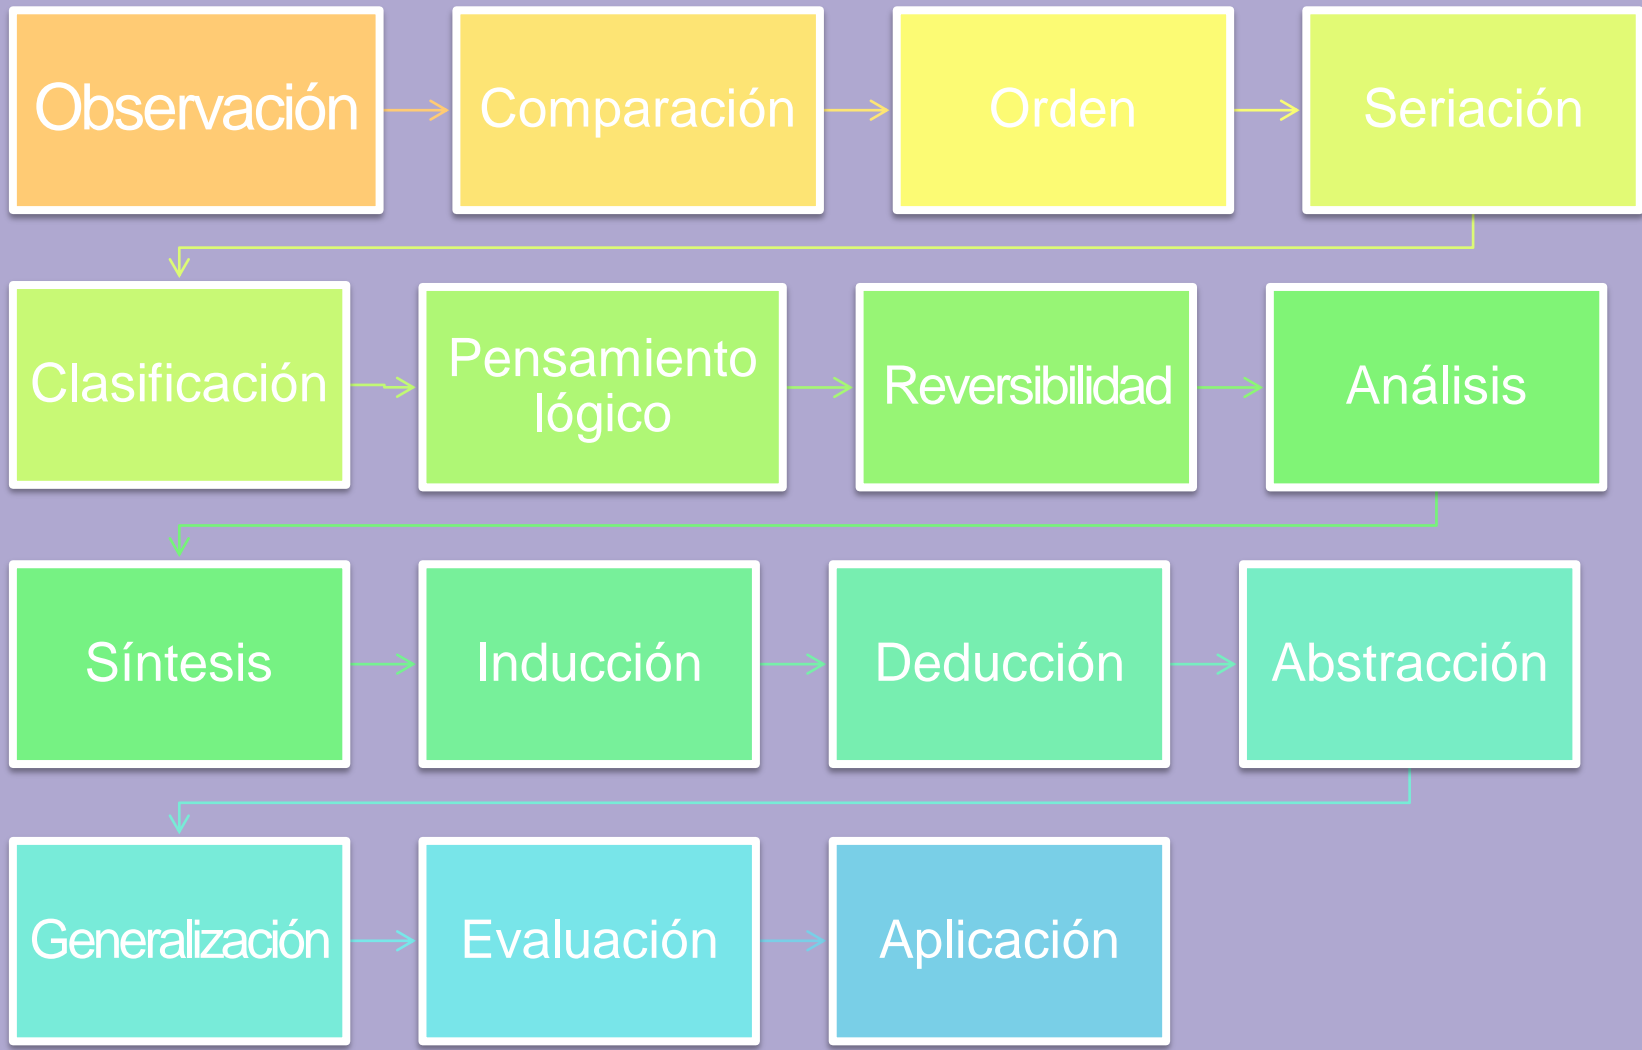 Observación
Comparación
Orden
Seriación
Clasificación
Pensamiento
lógico
Reversibilidad
Análisis
Síntesis
Inducción
Deducción
Abstracción
Generalización
Evaluación
Aplicación